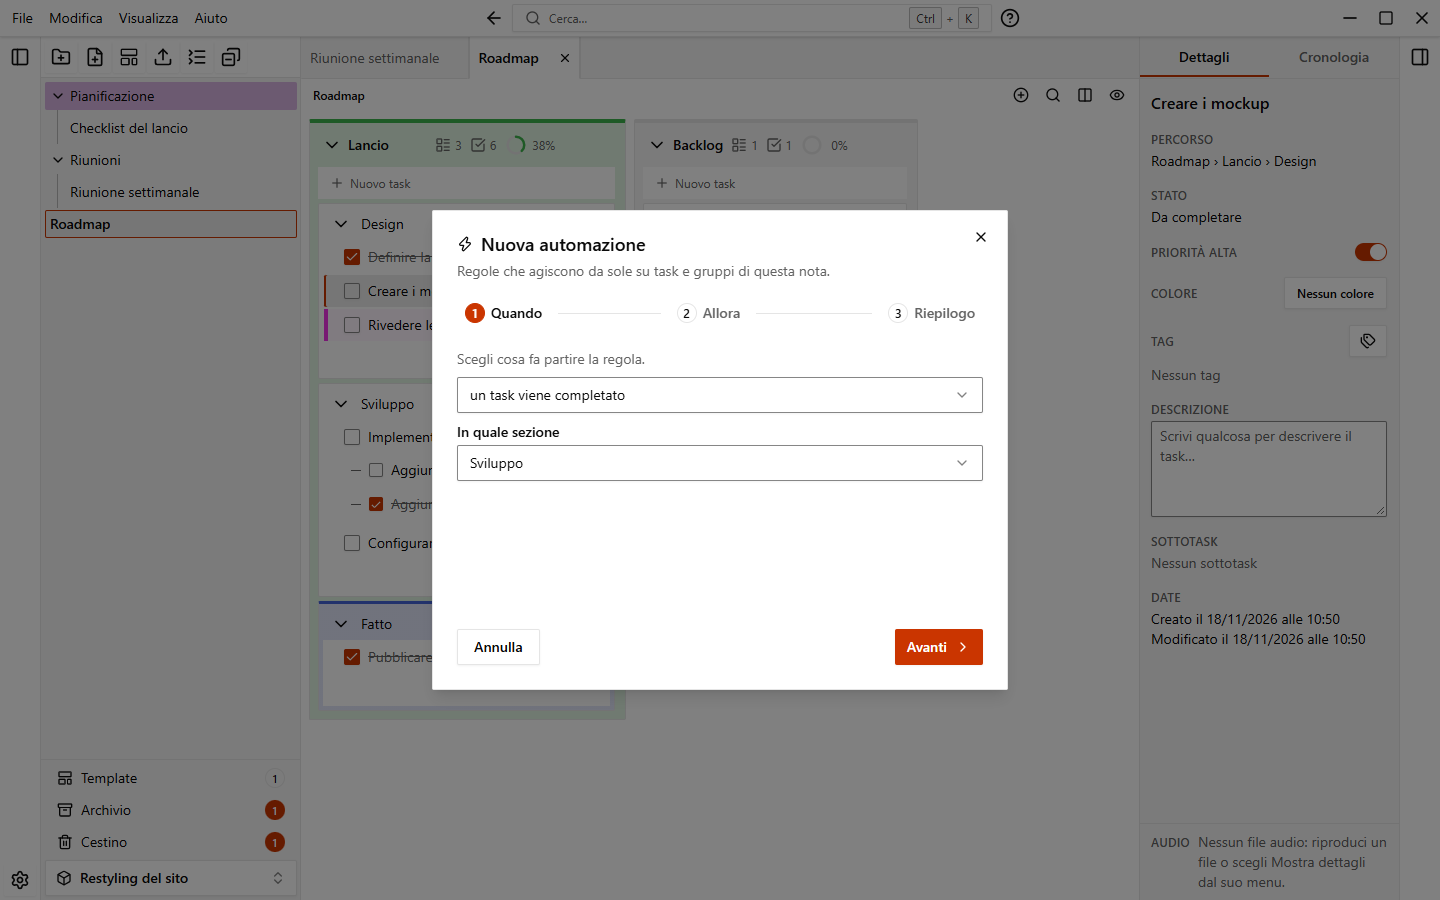 File Modifica Visualizza Aiuto
Cerca... Ctrl + K
Riunione settimanale
Roadmap
Dettagli
Cronologia
Pianificazione
Checklist del lancio
Riunioni
Riunione settimanale
Roadmap
Template 1
Archivio 1
Cestino 1
Restyling del sito
Roadmap
Lancio 3 6 38%
Nuovo task
Design
Definire la
Creare i m
Rivedere le
Sviluppo
Implement
Aggiur
Aggiur
Configurar
Fatto
Pubblicare
Backlog 1 1 0%
Nuovo task
Nuova automazione
Regole che agiscono da sole su task e gruppi di questa nota.
1 Quando 2 Allora 3 Riepilogo
Scegli cosa fa partire la regola.
un task viene completato
In quale sezione
Sviluppo
Annulla
Avanti
Creare i mockup
PERCORSO
Roadmap › Lancio › Design
STATO
Da completare
PRIORITÀ ALTA
COLORE Nessun colore
TAG
Nessun tag
DESCRIZIONE
Scrivi qualcosa per descrivere il
task...
SOTTOTASK
Nessun sottotask
DATE
Creato il 18/11/2026 alle 10:50
Modificato il 18/11/2026 alle 10:50
AUDIO Nessun file audio: riproduci un
file o scegli Mostra dettagli
dal suo menu.